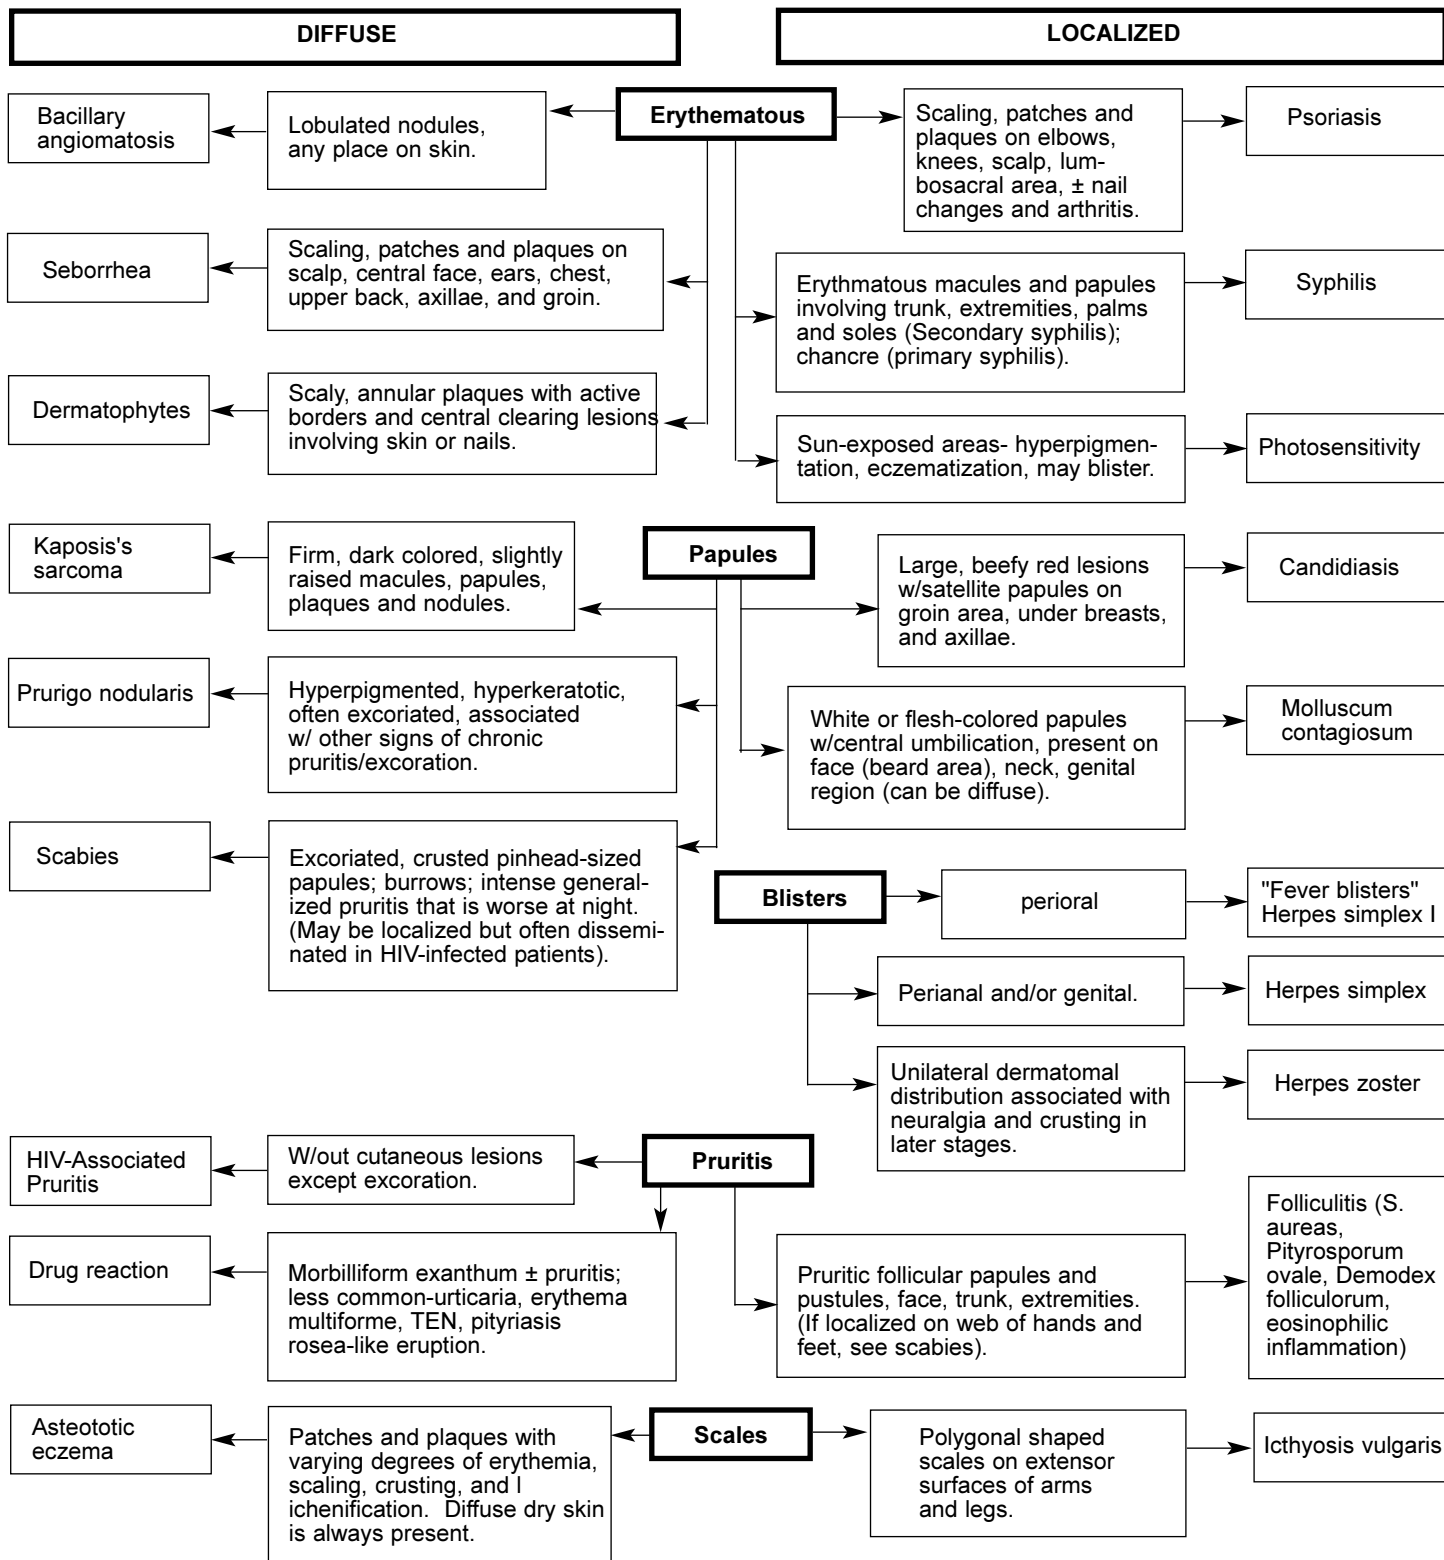 DIFFUSE
LOCALIZED
Erythematous
Bacillary
angiomatosis
Lobulated nodules,
any place on skin.
Scaling, patches and
plaques on elbows,
knees, scalp, lum-
bosacral area, ± nail
changes and arthritis.
Psoriasis
Seborrhea
Scaling, patches and plaques on
scalp, central face, ears, chest,
upper back, axillae, and groin.
Erythmatous macules and papules
involving trunk, extremities, palms
and soles (Secondary syphilis);
chancre (primary syphilis).
Syphilis
Dermatophytes
Scaly, annular plaques with active
borders and central clearing lesions
involving skin or nails.
Sun-exposed areas- hyperpigmen-
tation, eczematization, may blister.
Photosensitivity
Papules
Kaposis's
sarcoma
Firm, dark colored, slightly
raised macules, papules,
plaques and nodules.
Large, beefy red lesions
w/satellite papules on
groin area, under breasts,
and axillae.
Candidiasis
Prurigo nodularis
Hyperpigmented, hyperkeratotic,
often excoriated, associated
w/ other signs of chronic
pruritis/excoration.
White or flesh-colored papules
w/central umbilication, present on
face (beard area), neck, genital
region (can be diffuse).
Molluscum
contagiosum
Scabies
Excoriated, crusted pinhead-sized
papules; burrows; intense general-
ized pruritis that is worse at night.
(May be localized but often dissemi-
nated in HIV-infected patients).
Blisters
perioral
"Fever blisters"
Herpes simplex I
Perianal and/or genital.
Herpes simplex
Unilateral dermatomal
distribution associated with
neuralgia and crusting in
later stages.
Herpes zoster
Pruritis
HIV-Associated
Pruritis
W/out cutaneous lesions
except excoration.
Drug reaction
Morbilliform exanthum ± pruritis;
less common-urticaria, erythema
multiforme, TEN, pityriasis
rosea-like eruption.
Pruritic follicular papules and
pustules, face, trunk, extremities.
(If localized on web of hands and
feet, see scabies).
Folliculitis (S.
aureas,
Pityrosporum
ovale, Demodex
folliculorum,
eosinophilic
inflammation)
Scales
Asteototic
eczema
Patches and plaques with
varying degrees of erythemia,
scaling, crusting, and l
ichenification.  Diffuse dry skin
is always present.
Polygonal shaped
scales on extensor
surfaces of arms
and legs.
Icthyosis vulgaris